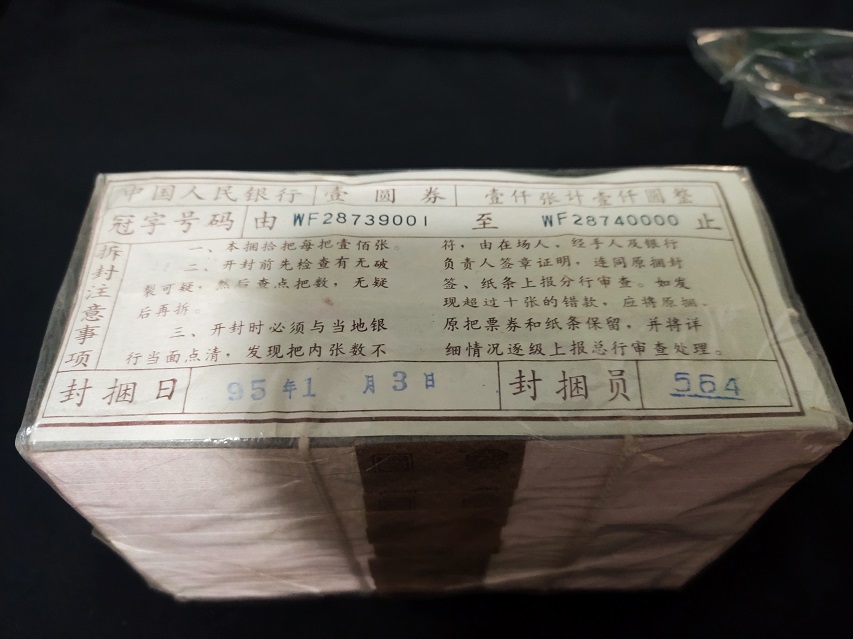 中国人民银行 壹圆券 壹仟张计壹仟圆整
冠字号码 由 WF28739001 至 WF28740000 止
拆封注意事项
一、本捆拾把每把壹佰张。
二、开封前先检查有无破
裂可疑，然后查点把数，无疑
后再拆。
三、开封时必须与当地银
行当面点清，发现把内张数不
符，由在场人、经手人及银行
负责人签章证明，连同原捆封
签、纸条上报分行审查。如发
现超过十张的错款，应将原捆、
原把票券和纸条保留，并将详
细情况逐级上报总行审查处理。
封捆日 95年1月3日 封捆员 564